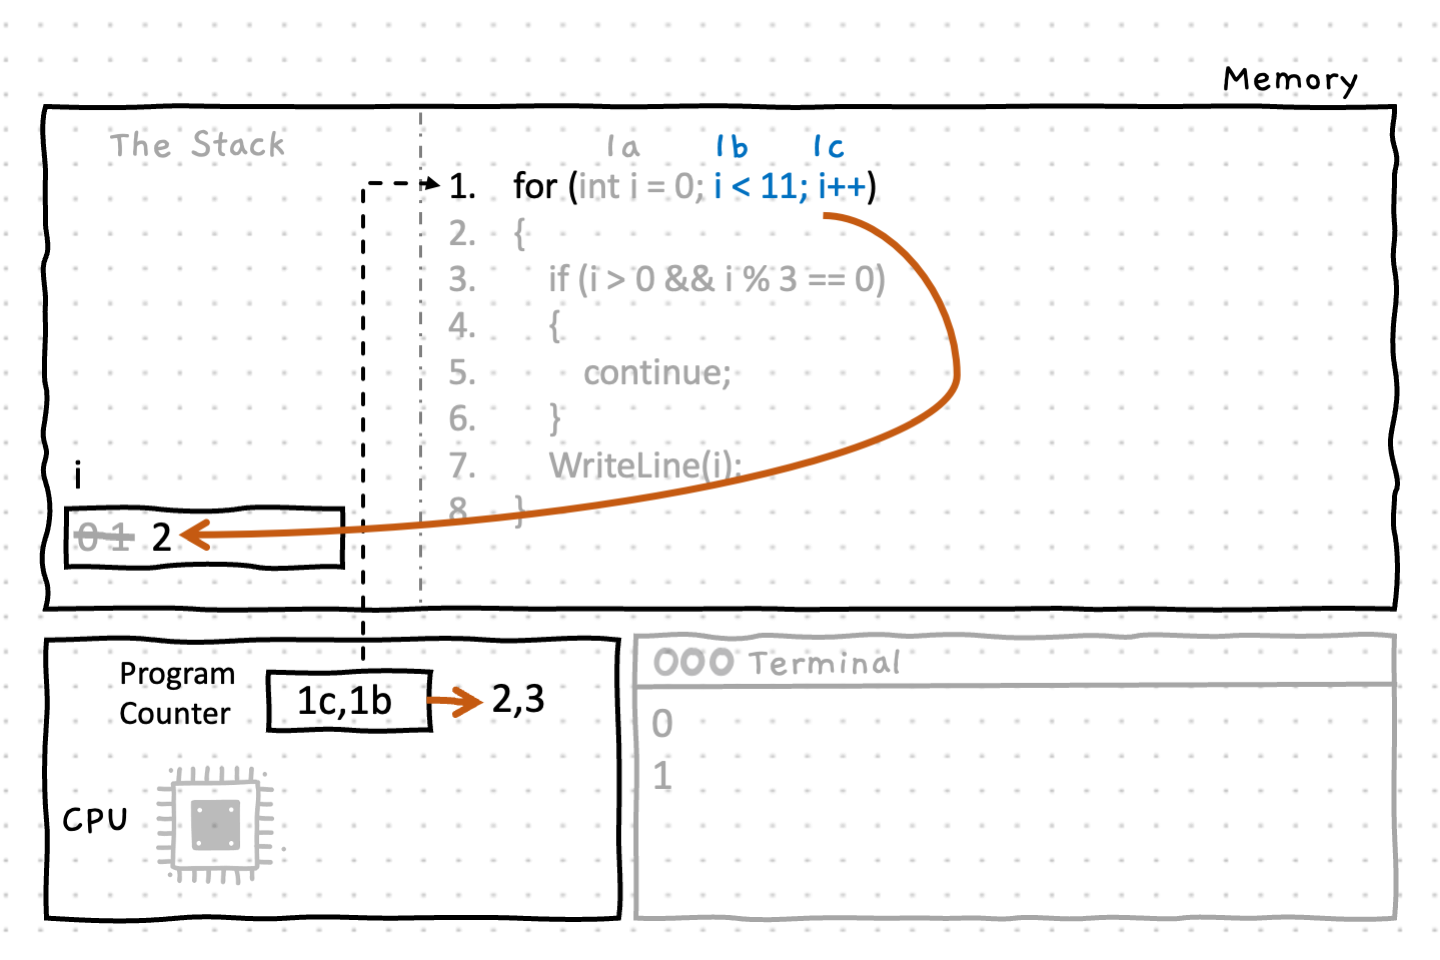 Memory
The Stack
1a 1b 1c
1. for (int i = 0; i < 11; i++)
2. {
3. if (i > 0 && i % 3 == 0)
4. {
5. continue;
6. }
7. WriteLine(i);
8 }
i
0 1 2
Program
Counter
1c,1b 2,3
CPU
Terminal
0
1